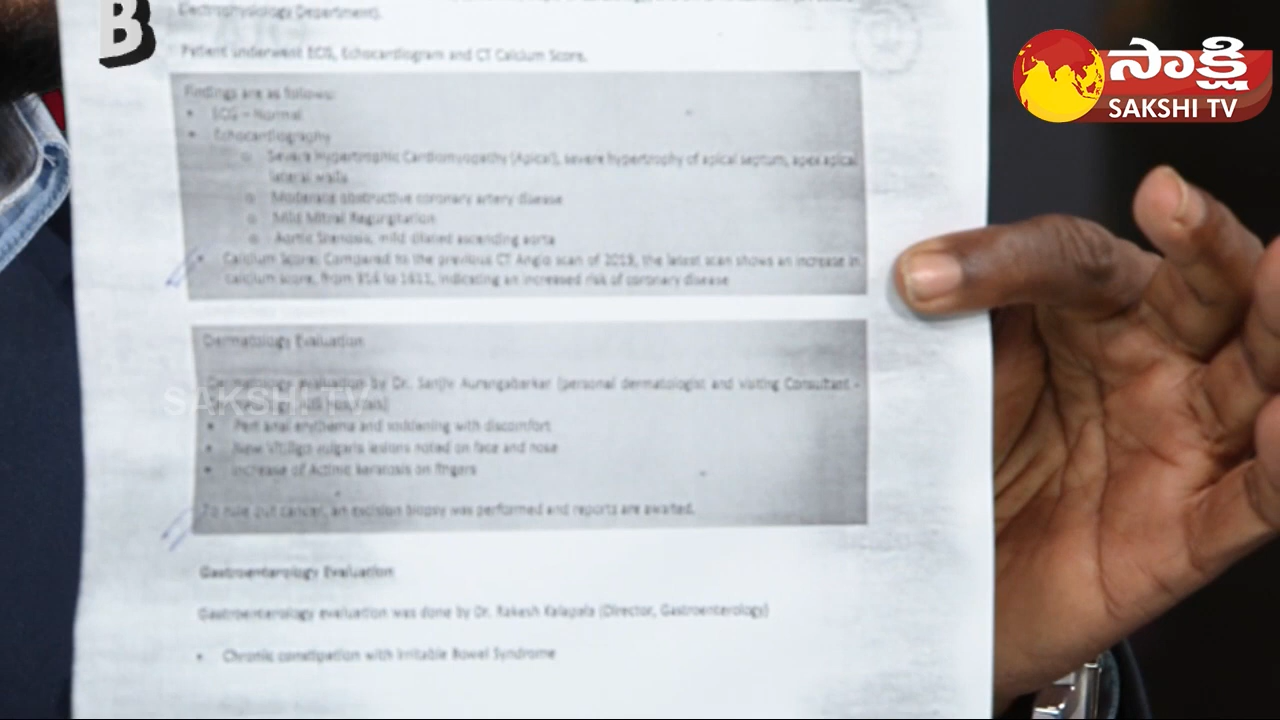 B
Electrophysiology Department).
Patient underwent ECG, Echocardiogram and CT Calcium Score.
సాక్షి
SAKSHI TV
Findings are as follows:
• ECG – Normal
• Echocardiography
o Severe Hypertrophic Cardiomyopathy (Apical), severe hypertrophy of apical septum, apex apical
lateral walls
o Moderate obstructive coronary artery disease
o Mild Mitral Regurgitation
o Aortic Stenosis, mild dilated ascending aorta
• Calcium Score: Compared to the previous CT Angio scan of 2019, the latest scan shows an increase in
calcium score, from to 1611, indicating an increased risk of coronary disease
Dermatology Evaluation
Dermatology evaluation by Dr. Sanjiv Aurangabarkar (personal dermatologist and Visiting Consultant -
SAKSHI TV
• Peri anal erythema and with discomfort
• New Vitiligo vulgaris lesions noted on face and nose
• Increase of Actinic keratosis on fingers
To rule out cancer, an excision biopsy was performed and reports are awaited.
Gastroenterology Evaluation
Gastroenterology evaluation was done by Dr. Rakesh Kalapala (Director, Gastroenterology)
• Chronic constipation with Irritable Bowel Syndrome